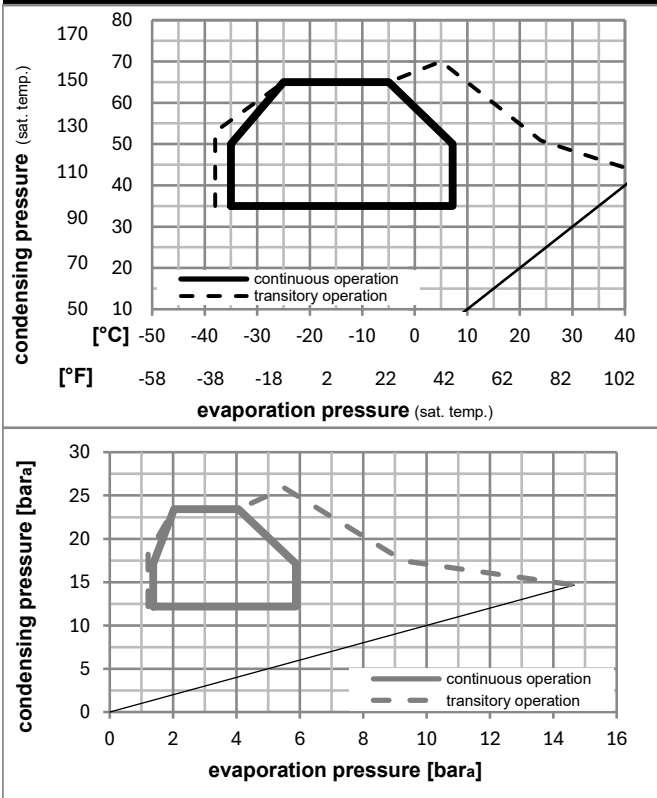 170 80
150 70
60
130 50
110 40
90 30
70 20
50 10
condensing pressure (sat. temp.)
continuous operation
transitory operation
[°C] -50 -40 -30 -20 -10 0 10 20 30 40
[°F] -58 -38 -18 2 22 42 62 82 102
evaporation pressure (sat. temp.)
30
25
20
15
10
5
0
condensing pressure [bara]
continuous operation
transitory operation
0 2 4 6 8 10 12 14 16
evaporation pressure [bara]